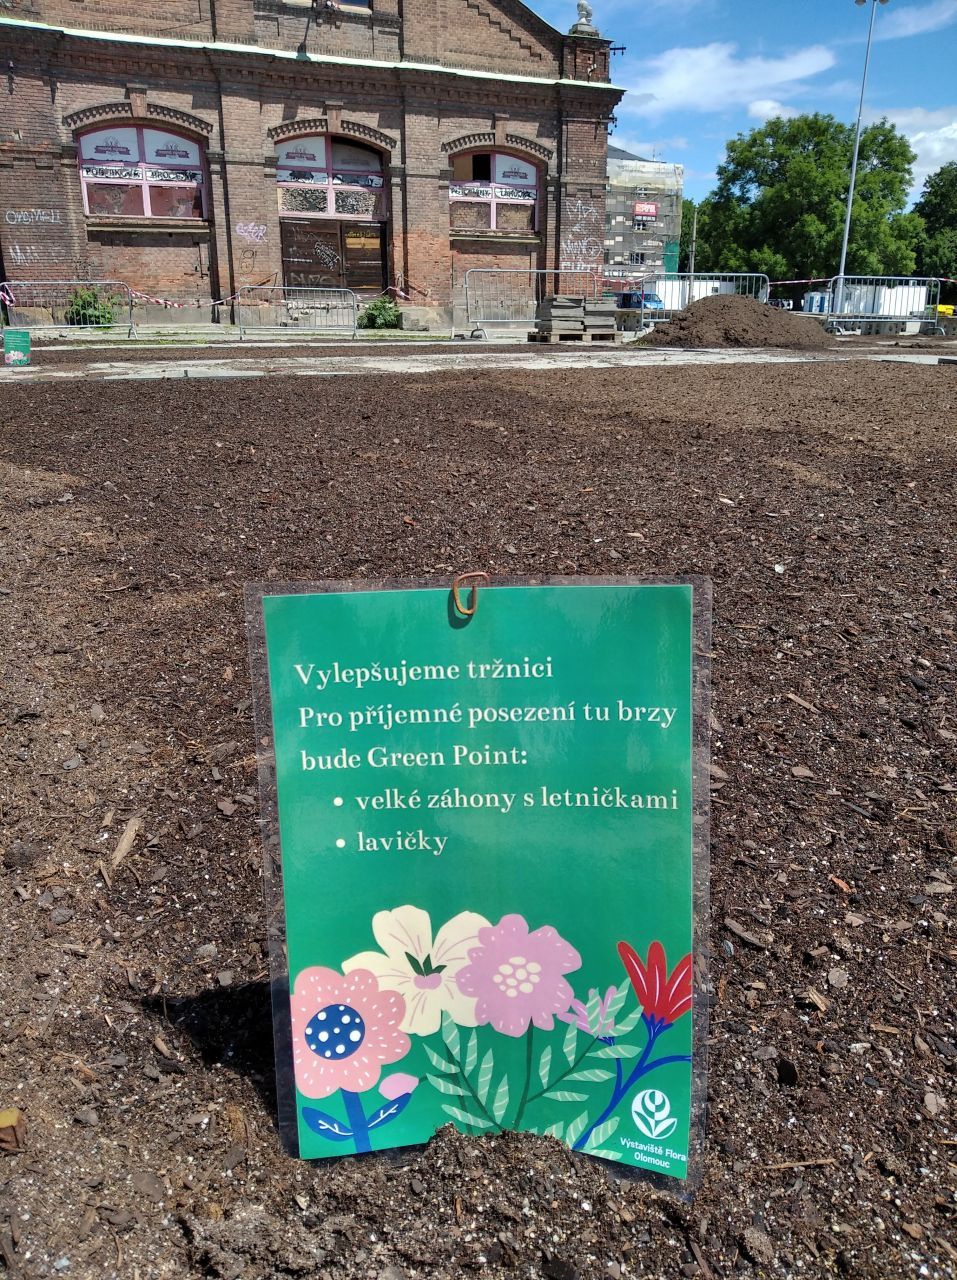 Vylepšujeme tržnici
Pro příjemné posezení tu brzy
bude Green Point:
• velké záhony s letničkami
• lavičky
Výstaviště Flora
Olomouc